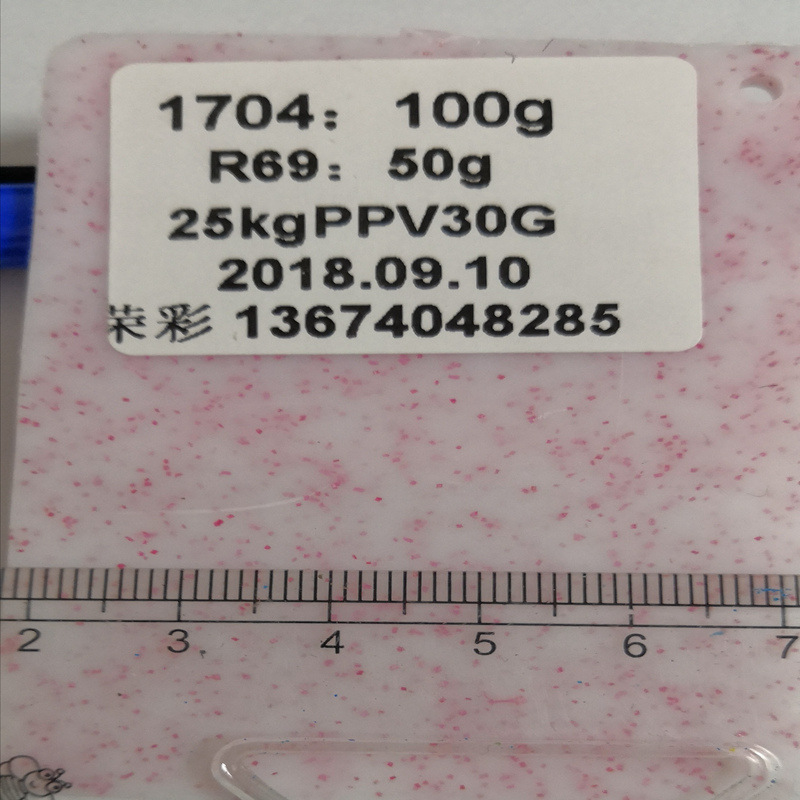 1704： 100g
R69： 50g
25kgPPV30G
2018.09.10
荣彩 13674048285
2 3 4 5 6 7